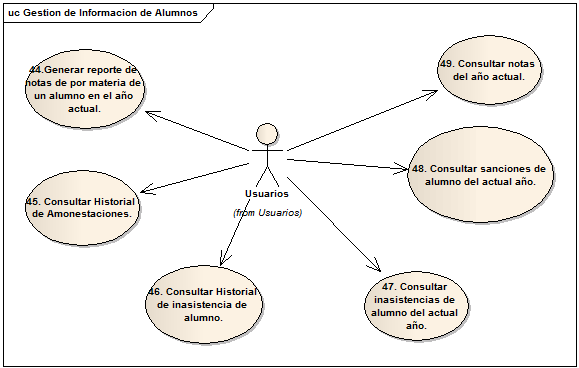 uc Gestion de Informacion de Alumnos
44.Generar reporte de
notas de por materia de
un alumno en el año
actual.
49. Consultar notas
del año actual.
48. Consultar sanciones de
alumno del actual año.
45. Consultar Historial
de Amonestaciones.
Usuarios
(from Usuarios)
46. Consultar Historial
de inasistencia de
alumno.
47. Consultar
inasistencias de
alumno del actual
año.